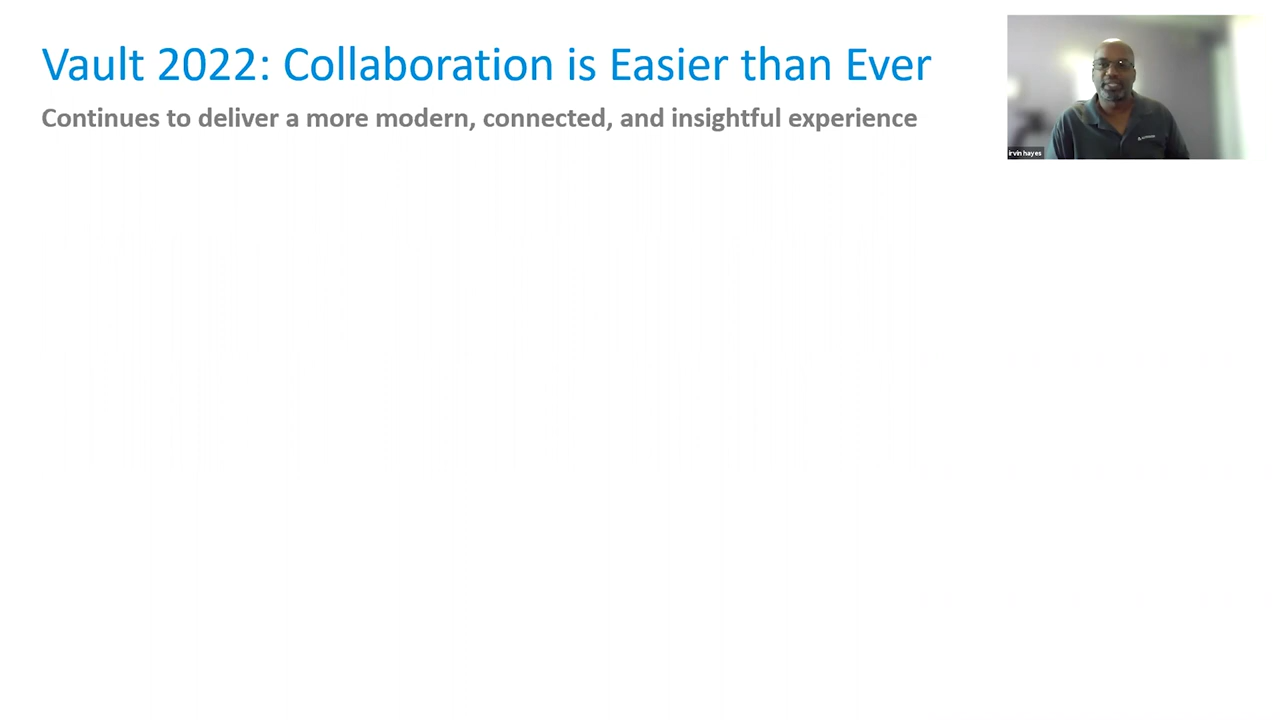 Vault 2022: Collaboration is Easier than Ever
Continues to deliver a more modern, connected, and insightful experience
irvin hayes